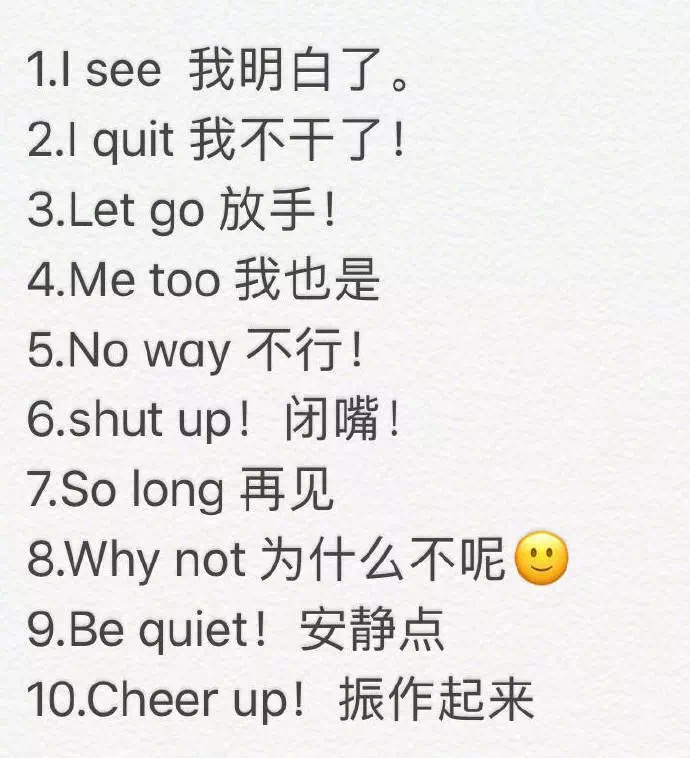 1.I see 我明白了。
2.I quit 我不干了！
3.Let go 放手！
4.Me too 我也是
5.No way 不行！
6.shut up！闭嘴！
7.So long 再见
8.Why not 为什么不呢🙂
9.Be quiet！安静点
10.Cheer up！振作起来